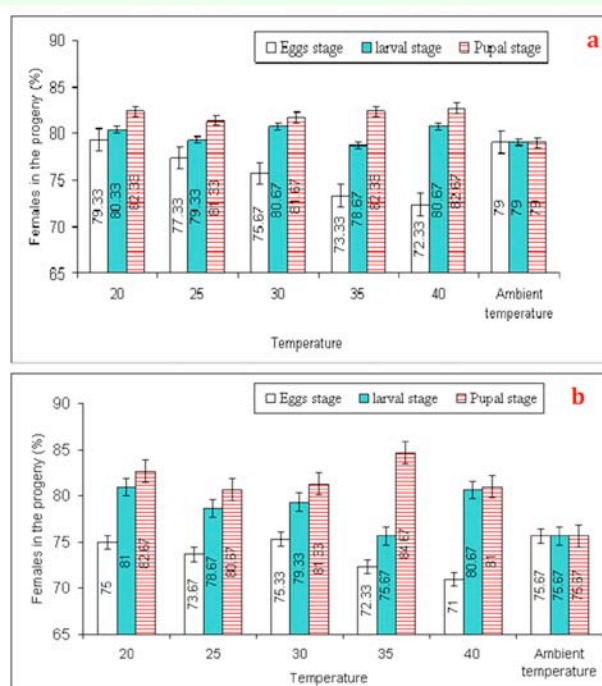 a
Eggs stage larval stage Pupal stage
Females in the progeny (%)
90
85
80
75
70
65
79.33 80.33 82.33 77.33 79.33 81.33 75.67 80.67 81.67 73.33 78.67 82.33 72.33 80.67 82.67 79 79 79
20 25 30 35 40 Ambient
temperature
Temperature
b
Eggs stage larval stage Pupal stage
Females in the progeny (%)
90
85
80
75
70
65
75 81 82.67 73.67 78.67 80.67 75.33 79.33 81.33 72.33 75.67 84.67 71 80.67 81 75.67 75.67 75.67
20 25 30 35 40 Ambient
temperature
Temperature